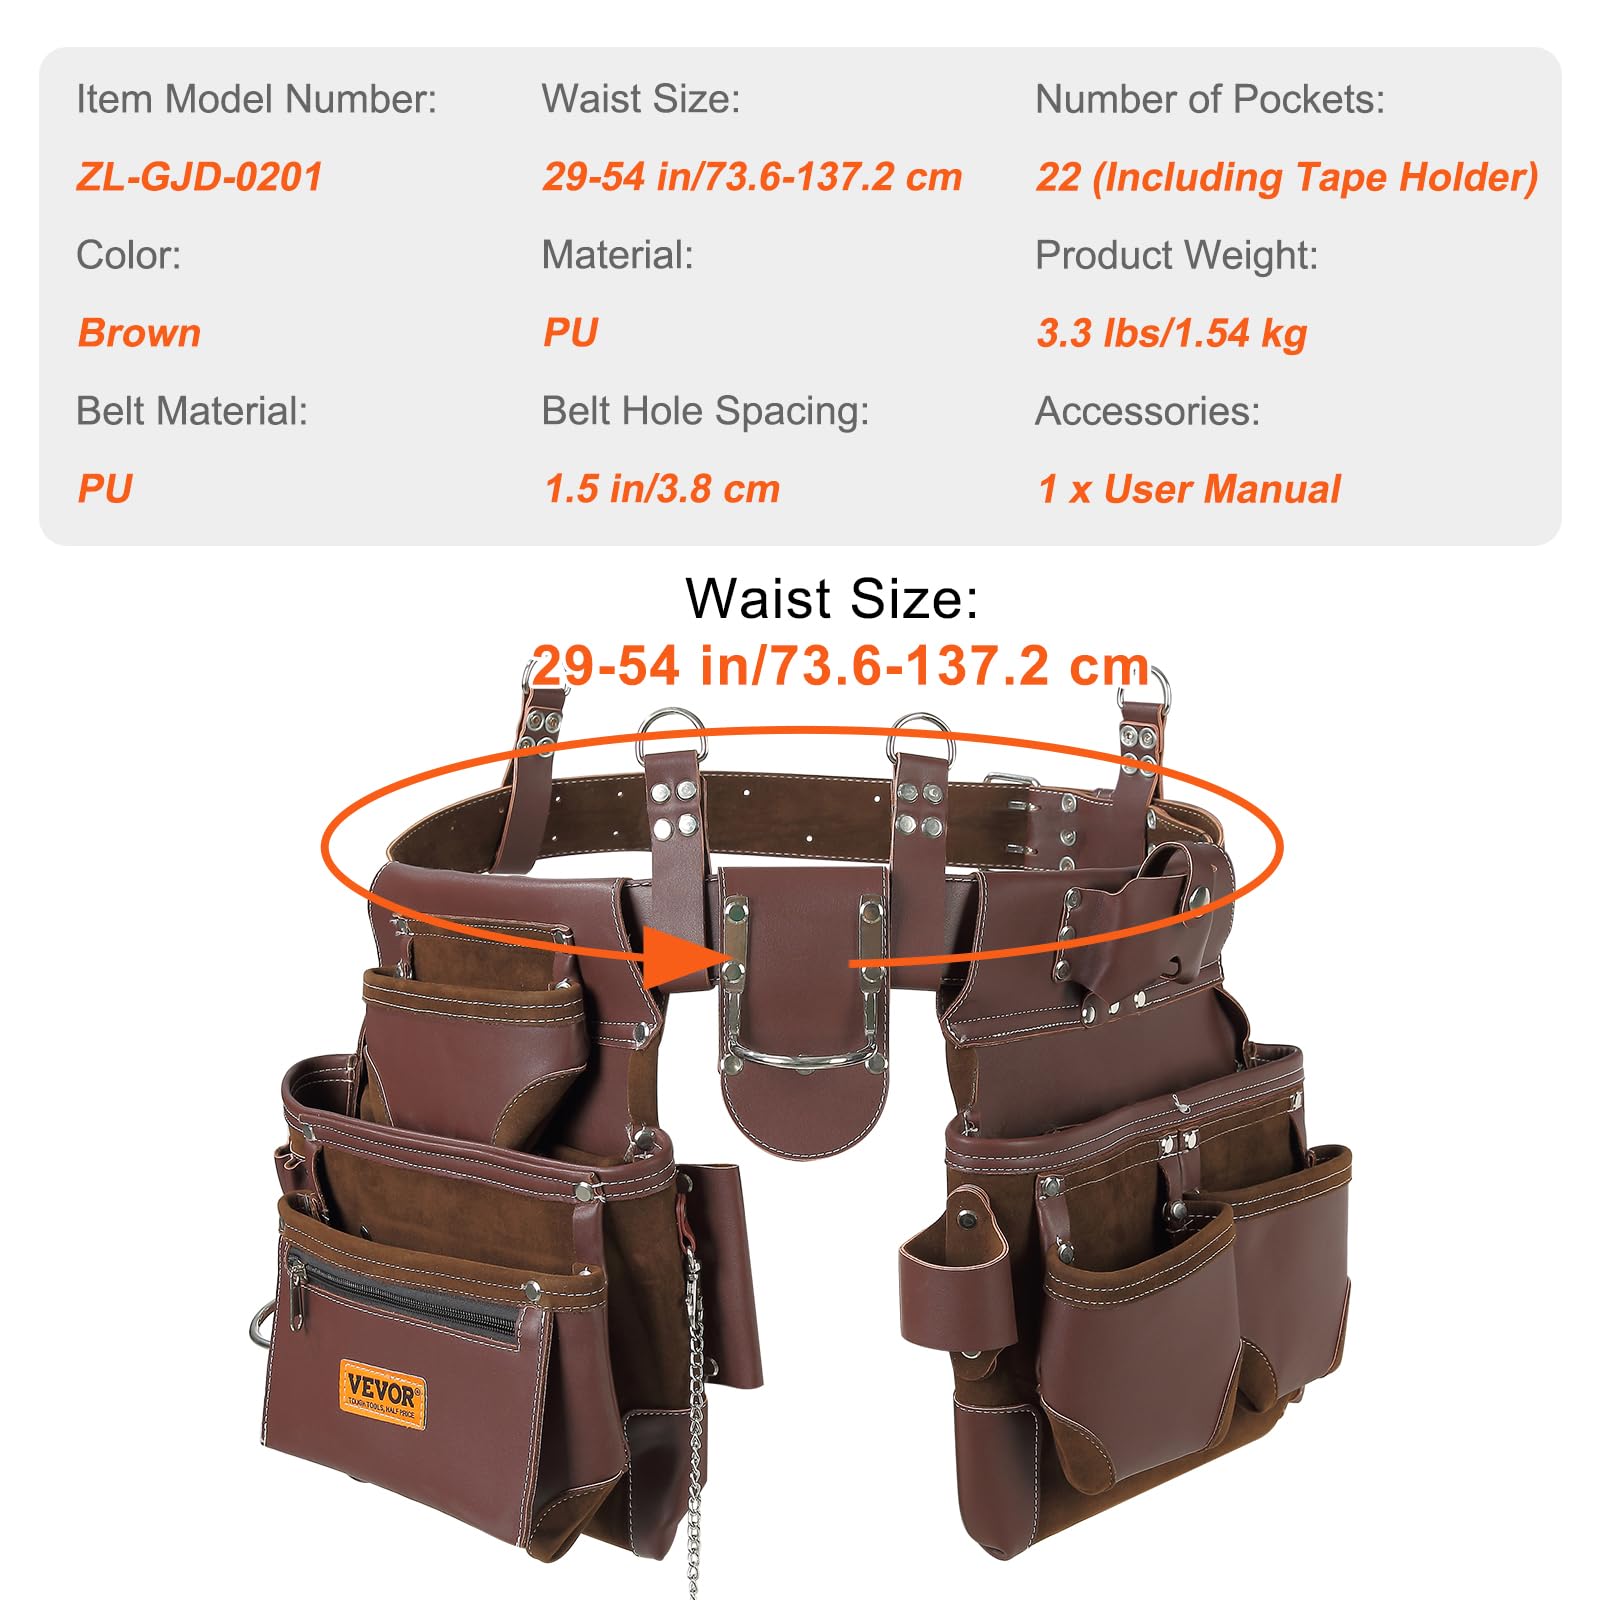 Item Model Number:
Waist Size:
Number of Pockets:
ZL-GJD-0201
29-54 in/73.6-137.2 cm
22 (Including Tape Holder)
Color:
Material:
Product Weight:
Brown
PU
3.3 lbs/1.54 kg
Belt Material:
Belt Hole Spacing:
Accessories:
PU
1.5 in/3.8 cm
1 x User Manual
Waist Size:
29-54 in/73.6-137.2 cm
VEVOR®
TOUGH TOOLS, HALF PRICE